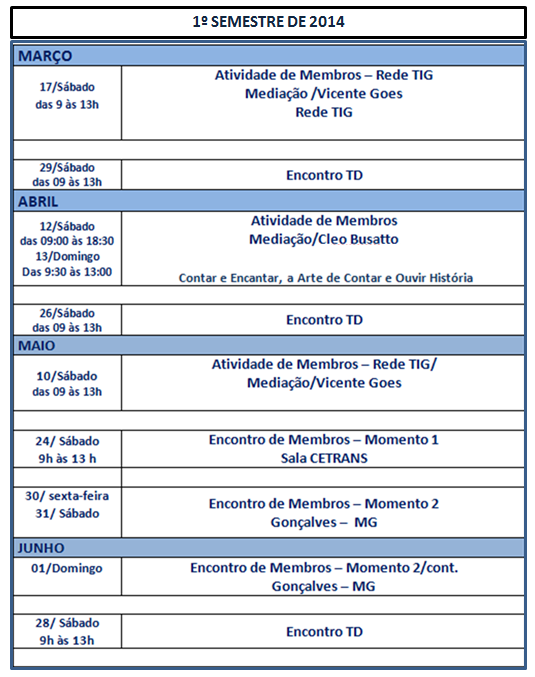 1º SEMESTRE DE 2014
MARÇO
17/Sábado
das 9 às 13h
Atividade de Membros – Rede TIG
Mediação /Vicente Goes
Rede TIG
29/Sábado
das 09 às 13h
Encontro TD
ABRIL
12/Sábado
das 09:00 às 18:30
13/Domingo
Das 9:30 às 13:00
Atividade de Membros
Mediação/Cleo Busatto
Contar e Encantar, a Arte de Contar e Ouvir História
26/Sábado
das 09 às 13h
Encontro TD
MAIO
10/Sábado
das 09 às 13h
Atividade de Membros – Rede TIG/
Mediação/Vicente Goes
24/ Sábado
9h às 13 h
Encontro de Membros – Momento 1
Sala CETRANS
30/ sexta-feira
31/ Sábado
Encontro de Membros – Momento 2
Gonçalves – MG
JUNHO
01/Domingo
Encontro de Membros – Momento 2/cont.
Gonçalves – MG
28/ Sábado
9h às 13h
Encontro TD